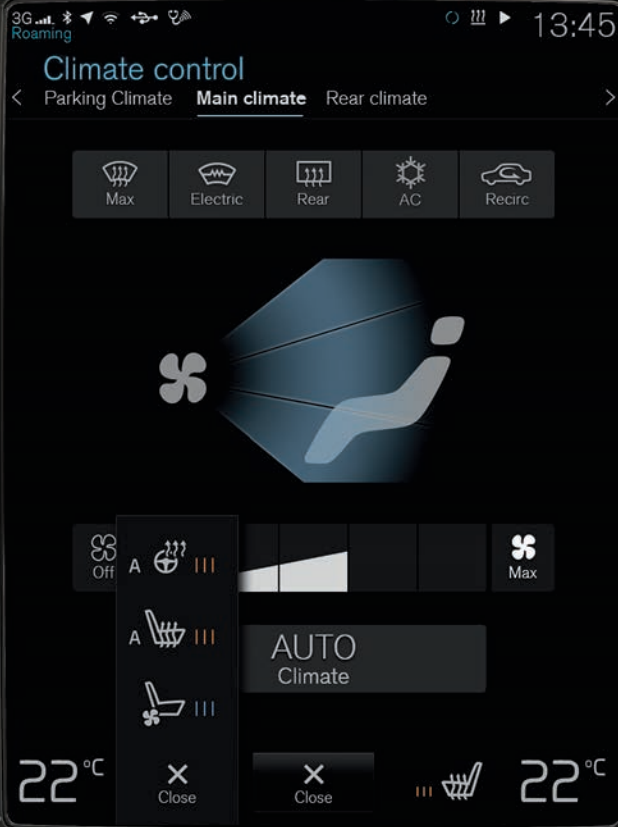 3G
13:45
Roaming
Climate control
Parking Climate Main climate Rear climate
Max Electric Rear AC Recirc
Off
Max
A
A
AUTO
Climate
22°C
Close
Close
22°C